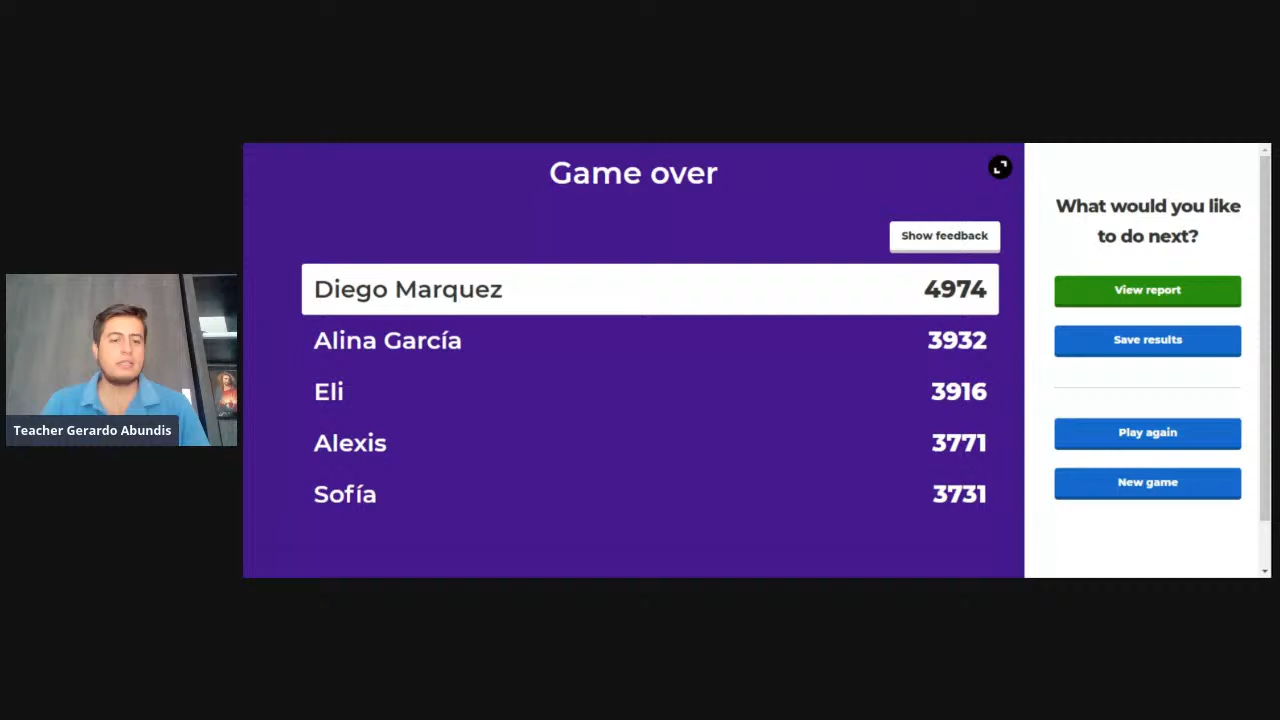 Game over
Show feedback
Diego Marquez 4974
Alina García 3932
Eli 3916
Alexis 3771
Sofía 3731
What would you like
to do next?
View report
Save results
Play again
New game
Teacher Gerardo Abundis